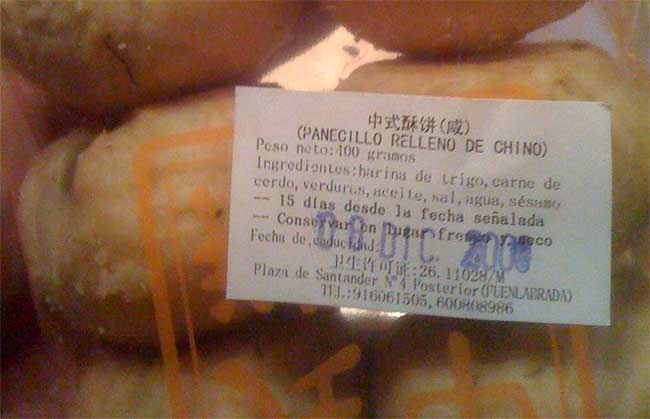 中式酥饼(咸)
(PANECILLO RELLENO DE CHINO)
Peso neto:400 gramos
Ingredientes:harina de trigo,carne de
cerdo,verduras,aceite,sal,agua,sésamo
-- 15 días desde la fecha señalada
-- Conservar en lugar fresco y seco
Fecha de caducidad:
DIC.
卫生许可证:26.11028/M
Plaza de Santander Nº4 Posterior(FUENLABRADA)
TEL:916061505,600808986